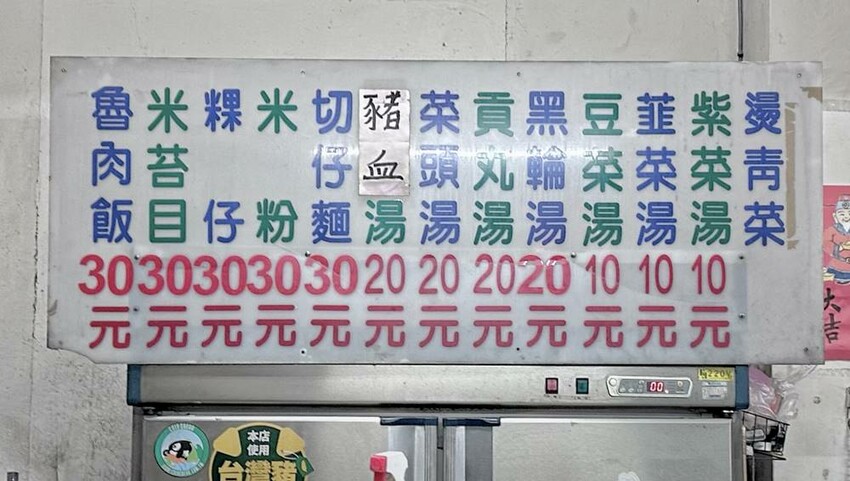 魯肉飯30元
米苔目30元
粿仔30元
米粉30元
切仔麵30元
豬血湯20元
菜頭湯20元
貢丸湯20元
黑輪湯20元
豆菜湯10元
韮菜湯10元
紫菜湯10元
燙青菜
大吉
220V
00
本店
使用
台灣豬